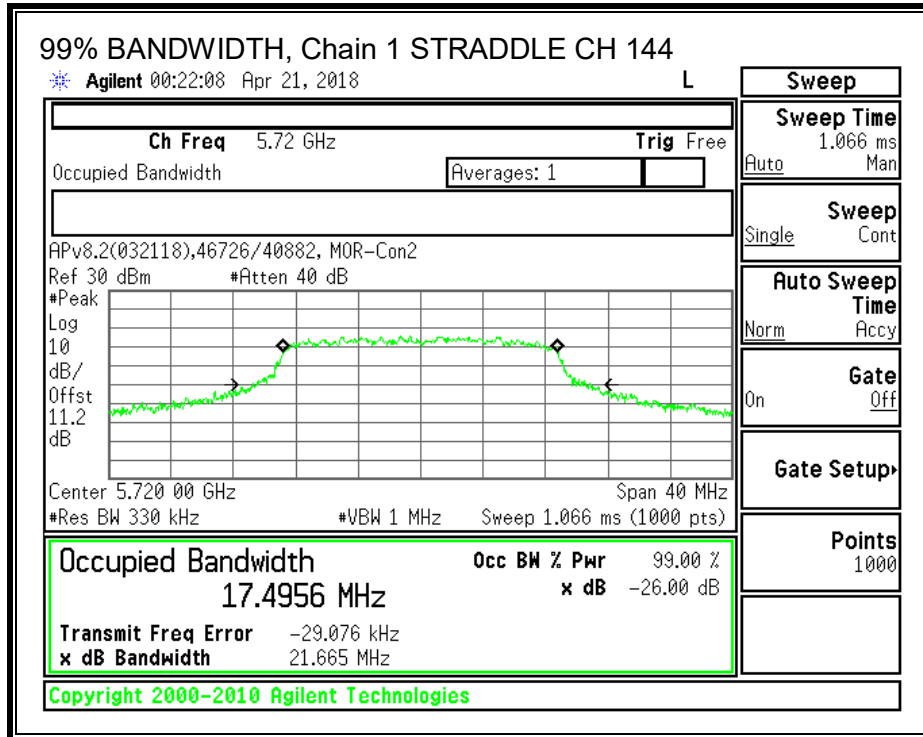 99% BANDWIDTH, Chain 1 STRADDLE CH 144
Agilent 00:22:08 Apr 21, 2018 L
Ch Freq 5.72 GHz Trig Free
Occupied Bandwidth Averages: 1
APv8.2(032118),46726/40882, MOR-Con2
Ref 30 dBm #Atten 40 dB
#Peak
Log
10
dB/
Offst
11.2
dB
Center 5.720 00 GHz Span 40 MHz
#Res BW 330 kHz #VBW 1 MHz Sweep 1.066 ms (1000 pts)
Occupied Bandwidth Occ BW % Pwr 99.00 %
17.4956 MHz x dB -26.00 dB
Transmit Freq Error -29.076 kHz
x dB Bandwidth 21.665 MHz
Copyright 2000-2010 Agilent Technologies
Sweep
Sweep Time
1.066 ms
Auto Man
Sweep
Single Cont
Auto Sweep
Time
Norm Accy
Gate
On Off
Gate Setup
Points
1000